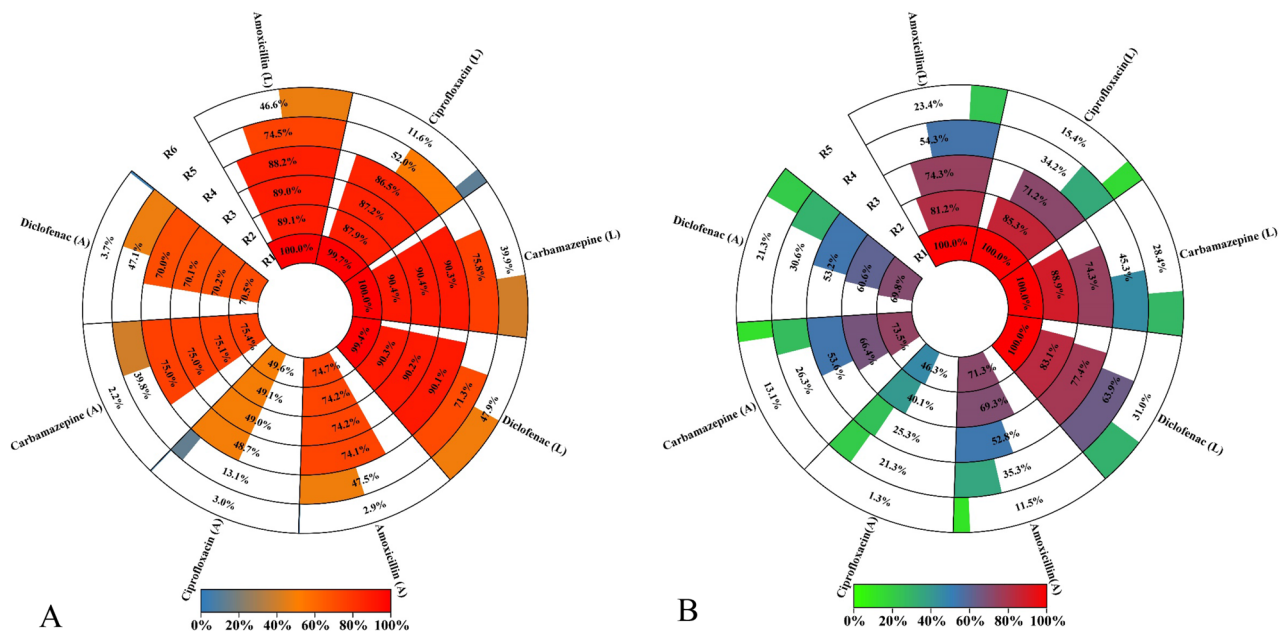 Amoxicillin (L)
Ciprofloxacin (L)
Carbamazepine (L)
Diclofenac (L)
Amoxicillin (A)
Ciprofloxacin (A)
Carbamazepine (A)
Diclofenac (A)
R6
R5
R4
R3
R2
R1
46.6%
74.5%
88.2%
89.0%
89.1%
100.0%
11.6%
52.0%
86.5%
87.2%
87.9%
99.7%
39.9%
75.8%
90.3%
90.4%
90.4%
100.0%
47.9%
71.3%
90.1%
90.2%
90.3%
99.4%
2.9%
47.5%
74.1%
74.2%
74.2%
74.7%
3.0%
13.1%
48.7%
49.0%
49.1%
49.6%
2.2%
39.8%
75.0%
75.0%
75.1%
75.4%
3.7%
47.1%
70.0%
70.1%
70.2%
70.5%
A
0% 20% 40% 60% 80% 100%
Amoxicillin(L)
Ciprofloxacin(L)
Carbamazepine (L)
Diclofenac (L)
Amoxicillin(A)
Ciprofloxacin(A)
Carbamazepine (A)
Diclofenac (A)
R5
R4
R3
R2
R1
23.4%
54.3%
74.3%
81.2%
100.0%
15.4%
34.2%
71.2%
85.3%
100.0%
28.4%
45.3%
74.3%
88.9%
100.0%
31.0%
63.9%
77.4%
83.1%
100.0%
11.5%
35.3%
52.8%
69.3%
71.3%
1.3%
21.3%
25.3%
40.1%
46.3%
13.1%
26.3%
53.6%
66.4%
73.5%
21.3%
30.6%
53.2%
60.6%
69.8%
B
0% 20% 40% 60% 80% 100%